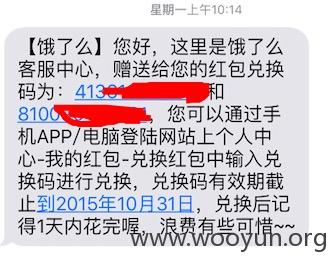 星期一上午10:14
【饿了么】您好，这里是饿了么
客服中心，赠送给您的红包兑换
码为：
和
，您可以通过手
机APP/电脑登陆网站上个人中
心-我的红包-兑换红包中输入兑
换码进行兑换，兑换码有效期截
止到2015年10月31日，兑换后记
得1天内花完喔，浪费有些可惜~~
www.wooyun.org